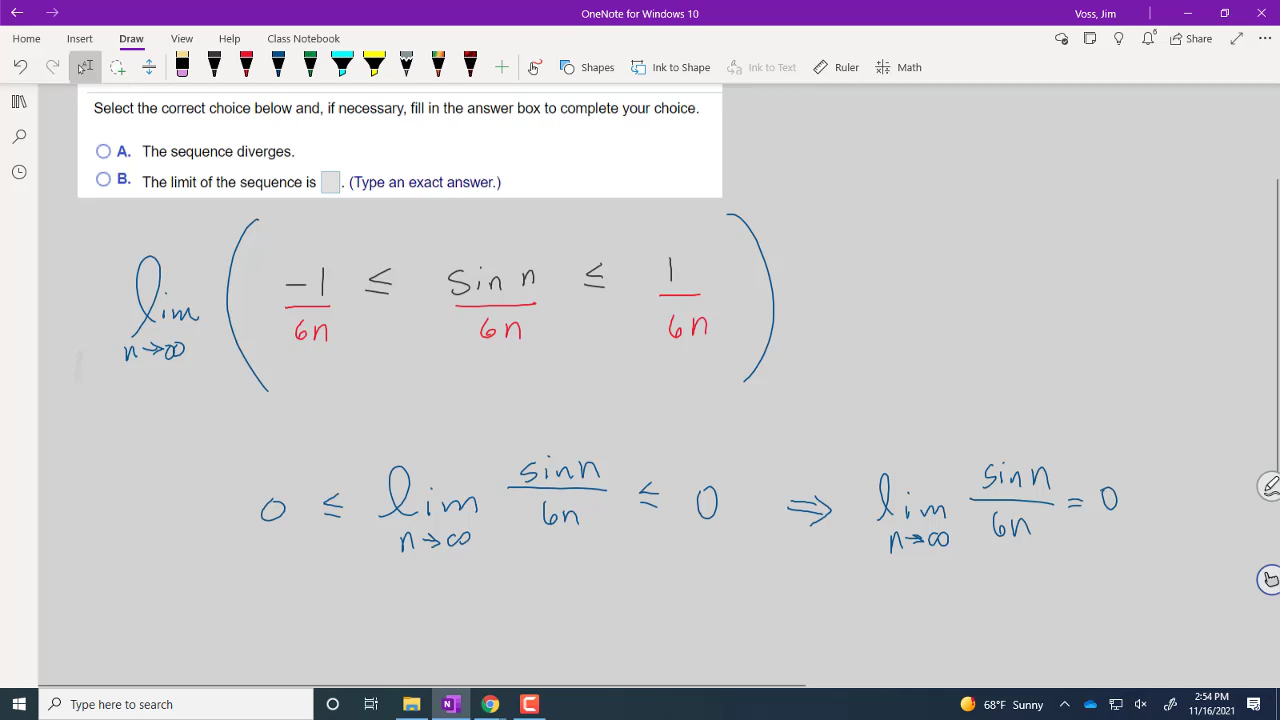 OneNote for Windows 10
Voss, Jim
Home Insert Draw View Help Class Notebook
6 Share
Shapes Ink to Shape Ink to Text Ruler Math
Select the correct choice below and, if necessary, fill in the answer box to complete your choice.
A. The sequence diverges.
B. The limit of the sequence is . (Type an exact answer.)
lim n→∞ ( -1/6n ≤ sin n/6n ≤ 1/6n )
0 ≤ lim n→∞ sin n/6n ≤ 0 ⇒ lim n→∞ sin n/6n = 0
Type here to search
68°F Sunny
2:54 PM
11/16/2021